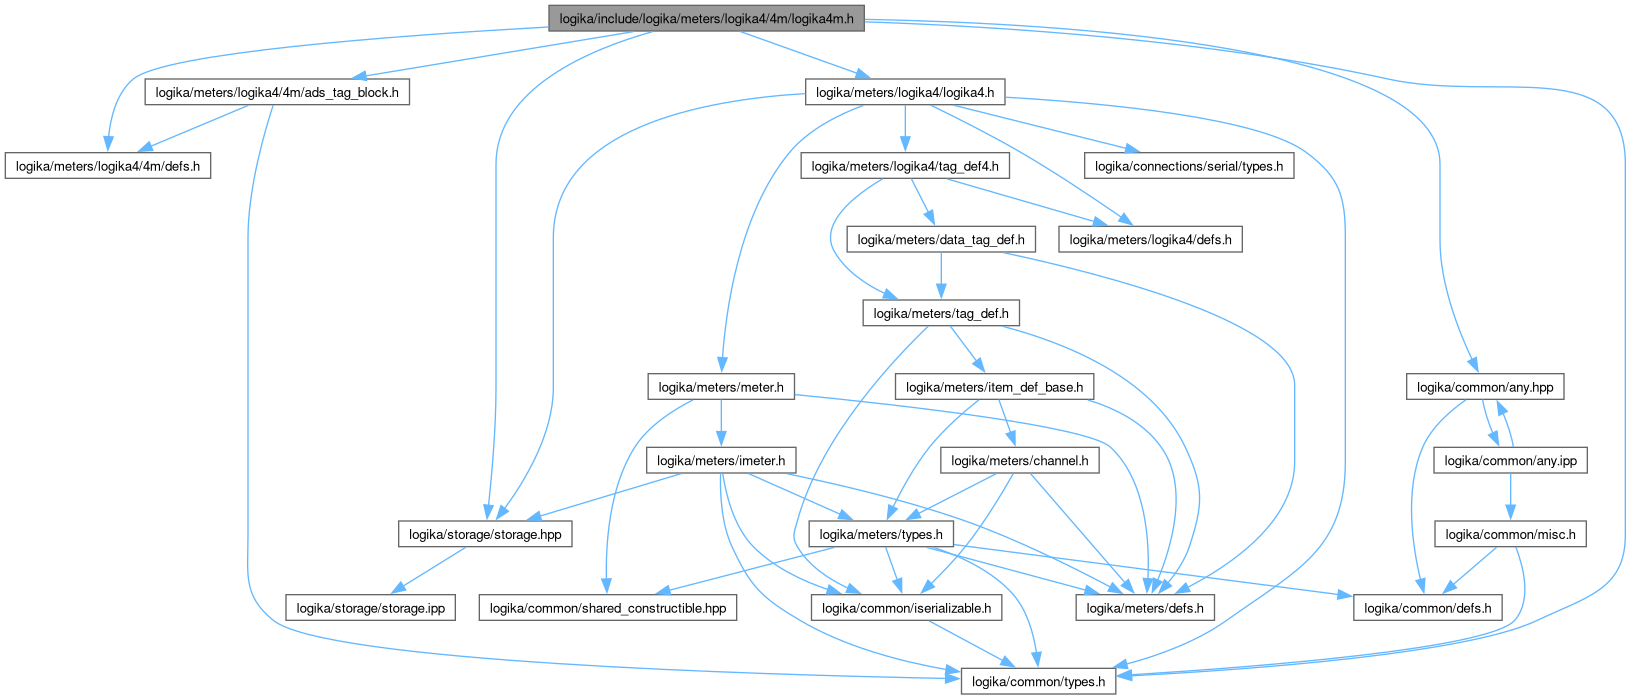 logika/include/logika/meters/logika4/4m/logika4m.h
logika/meters/logika4/4m/ads_tag_block.h
logika/meters/logika4/logika4.h
logika/meters/logika4/4m/defs.h
logika/meters/logika4/tag_def4.h
logika/connections/serial/types.h
logika/meters/data_tag_def.h
logika/meters/logika4/defs.h
logika/meters/tag_def.h
logika/meters/meter.h
logika/meters/item_def_base.h
logika/common/any.hpp
logika/meters/imeter.h
logika/meters/channel.h
logika/common/any.ipp
logika/storage/storage.hpp
logika/meters/types.h
logika/common/misc.h
logika/storage/storage.ipp
logika/common/shared_constructible.hpp
logika/common/iserializable.h
logika/meters/defs.h
logika/common/defs.h
logika/common/types.h